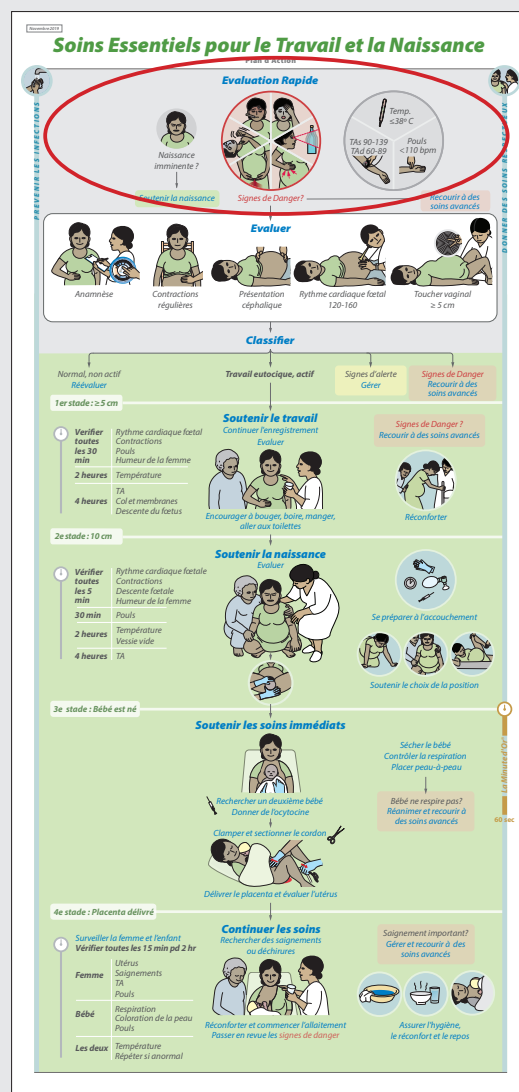 Novembre 2019
Soins Essentiels pour le Travail et la Naissance
Plan d'Action
PREVENIR LES INFECTIONS
Evaluation Rapide
Naissance
imminente ?
Temp.
≤38º C
TAs 90-139
TAd 60-89
Pouls
<110 bpm
Soutenir la naissance
Signes de Danger?
Recourir à des
soins avancés
Evaluer
Anamnèse
Contractions
régulières
Présentation
céphalique
Rythme cardiaque fœtal
120-160
Toucher vaginal
≥ 5 cm
Classifier
Normal, non actif
Réévaluer
Travail eutocique, actif
Signes d'alerte
Gérer
Signes de Danger
Recourir à des
soins avancés
1er stade : ≥ 5 cm
Soutenir le travail
Continuer l'enregistrement
Evaluer
Verifier
toutes
les 30
min
Rythme cardiaque fœtal
Contractions
Pouls
Humeur de la femme
2 heures
Température
4 heures
TA
Col et membranes
Descente du fœtus
Encourager à bouger, boire, manger,
aller aux toilettes
Signes de Danger ?
Recourir à des soins avancés
Réconforter
2e stade : 10 cm
Soutenir la naissance
Evaluer
Vérifier
toutes
les 5
min
Rythme cardiaque fœtale
Contractions
Descente fœtale
Humeur de la femme
30 min
Pouls
2 heures
Température
Vessie vide
4 heures
TA
Se préparer à l'accouchement
Soutenir le choix de la position
3e stade : Bébé est né
Soutenir les soins immédiats
Sécher le bébé
Contrôler la respiration
Placer peau-à-peau
La Minute d'Or
60 sec
Rechercher un deuxième bébé
Donner de l'ocytocine
Bébé ne respire pas?
Réanimer et recourir à
des soins avancés
Clamper et sectionner le cordon
Délivrer le placenta et évaluer l'utérus
4e stade : Placenta délivré
Continuer les soins
Rechercher des saignements
ou déchirures
Surveiller la femme et l'enfant
Vérifier toutes les 15 min pd 2 hr
Femme
Utérus
Saignements
TA
Pouls
Bébé
Respiration
Coloration de la peau
Pouls
Les deux
Température
Répéter si anormal
Réconforter et commencer l'allaitement
Passer en revue les signes de danger
Saignement important?
Gérer et recourir à des
soins avancés
Assurer l'hygiène,
le réconfort et le repos